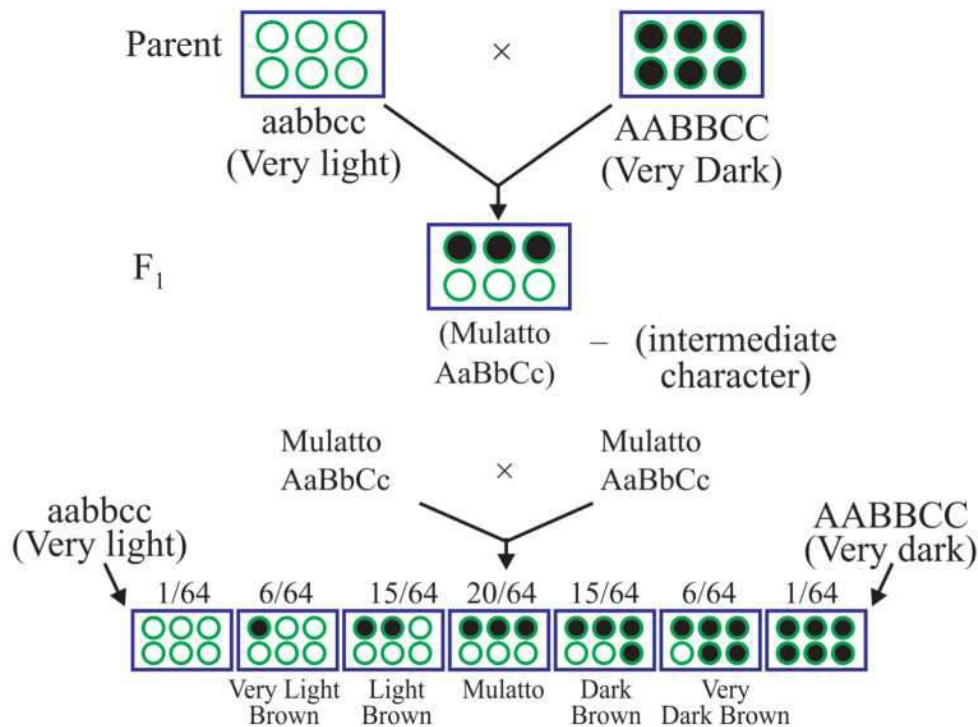 Parent
×
aabbcc
(Very light)
AABBCC
(Very Dark)
F1
(Mulatto
AaBbCc)
– (intermediate
character)
Mulatto
AaBbCc
×
Mulatto
AaBbCc
aabbcc
(Very light)
AABBCC
(Very dark)
1/64 6/64 15/64 20/64 15/64 6/64 1/64
Very Light
Brown
Light
Brown
Mulatto
Dark
Brown
Very
Dark Brown